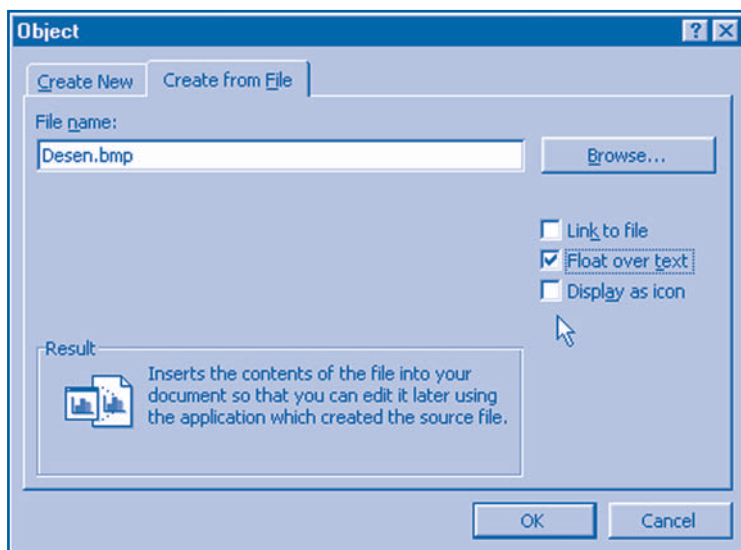 Object
Create New
Create from File
File name:
Desen.bmp
Browse...
Link to file
Float over text
Display as icon
Result
Inserts the contents of the file into your
document so that you can edit it later using
the application which created the source file.
OK
Cancel